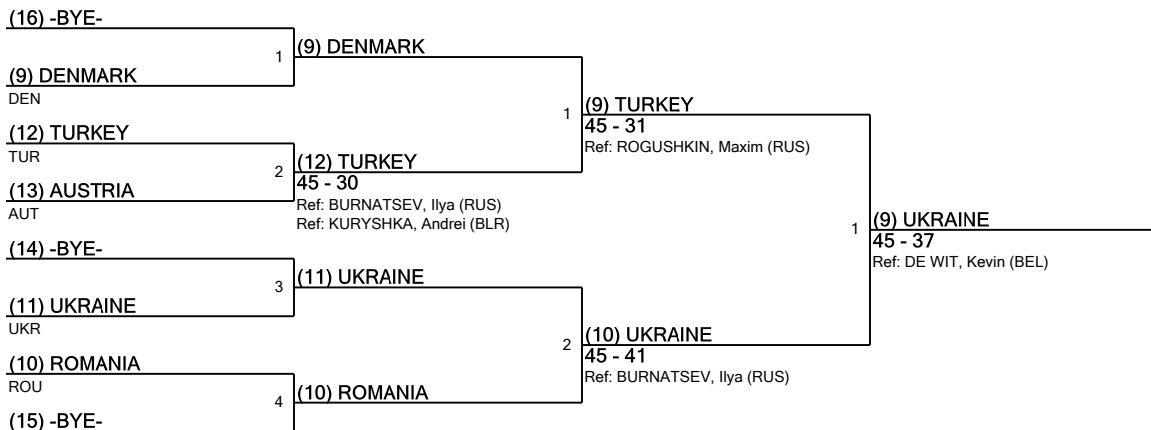 (16) -BYE-
1
(9) DENMARK
(9) DENMARK
DEN
(12) TURKEY
TUR
2
(12) TURKEY
45 - 30
Ref: BURNATSEV, Ilya (RUS)
Ref: KURYSHKA, Andrei (BLR)
(13) AUSTRIA
AUT
1
(9) TURKEY
45 - 31
Ref: ROGUSHKIN, Maxim (RUS)
(14) -BYE-
3
(11) UKRAINE
(11) UKRAINE
UKR
(10) ROMANIA
ROU
4
(10) ROMANIA
(15) -BYE-
2
(10) UKRAINE
45 - 41
Ref: BURNATSEV, Ilya (RUS)
1
(9) UKRAINE
45 - 37
Ref: DE WIT, Kevin (BEL)